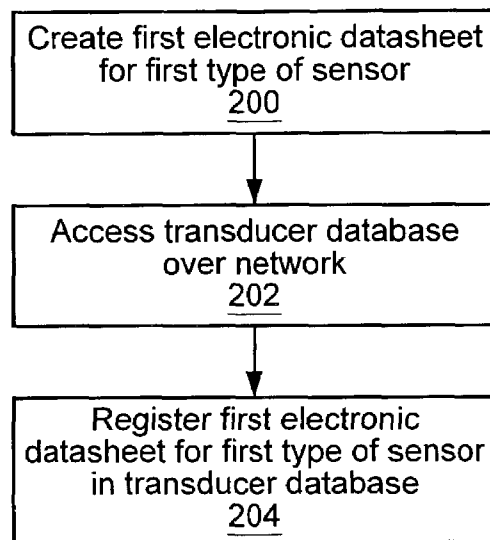 Create first electronic datasheet
for first type of sensor
200
Access transducer database
over network
202
Register first electronic
datasheet for first type of sensor
in transducer database
204